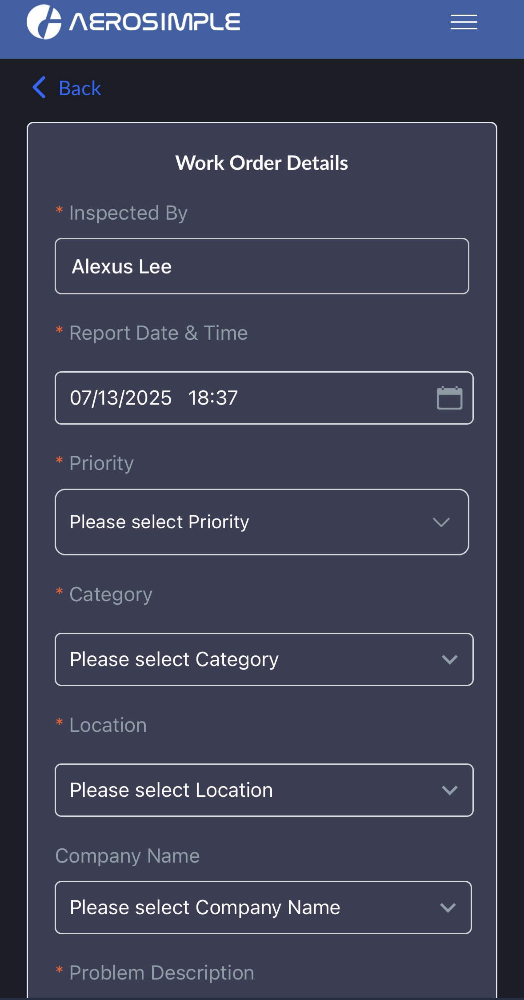 AEROSIMPLE
Back
Work Order Details
* Inspected By
Alexus Lee
* Report Date & Time
07/13/2025 18:37
* Priority
Please select Priority
* Category
Please select Category
* Location
Please select Location
Company Name
Please select Company Name
* Problem Description